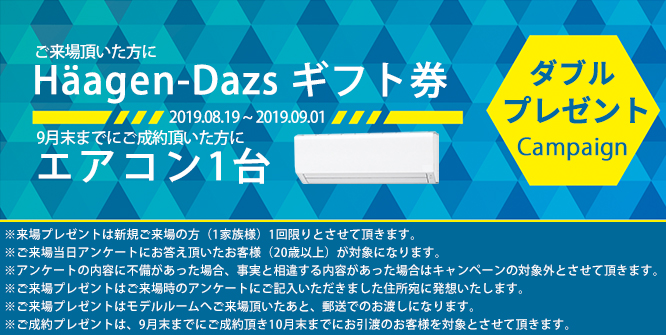 ご来場頂いた方に
Häagen-Dazs ギフト券
2019.08.19～2019.09.01
9月末までにご成約頂いた方に
エアコン1台
ダブル
プレゼント
Campaign
※来場プレゼントは新規ご来場の方（1家族様）1回限りとさせて頂きます。
※ご来場当日アンケートにお答え頂いたお客様（20歳以上）が対象になります。
※アンケートの内容に不備があった場合、事実と相違する内容があった場合はキャンペーンの対象外とさせて頂きます。
※ご来場プレゼントはご来場時のアンケートにご記入いただきました住所宛に発想いたします。
※ご来場プレゼントはモデルルームへご来場頂いたあと、郵送でのお渡しになります。
※ご成約プレゼントは、9月末までにご成約頂き10月末までにお引渡のお客様を対象とさせて頂きます。